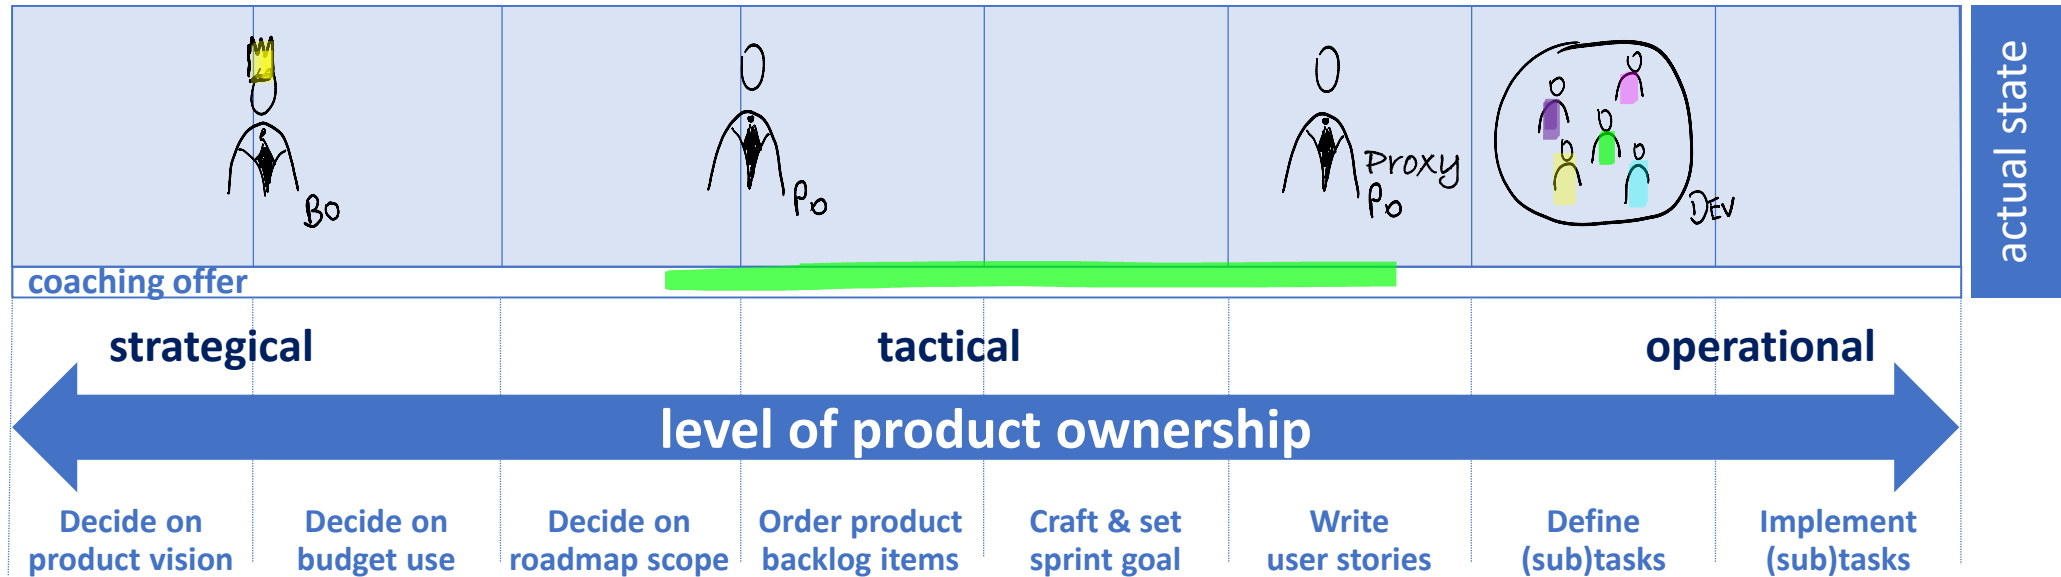 BO
PO
Proxy
PO
DEV
actual state
coaching offer
strategical
tactical
operational
level of product ownership
Decide on
product vision
Decide on
budget use
Decide on
roadmap scope
Order product
backlog items
Craft & set
sprint goal
Write
user stories
Define
(sub)tasks
Implement
(sub)tasks